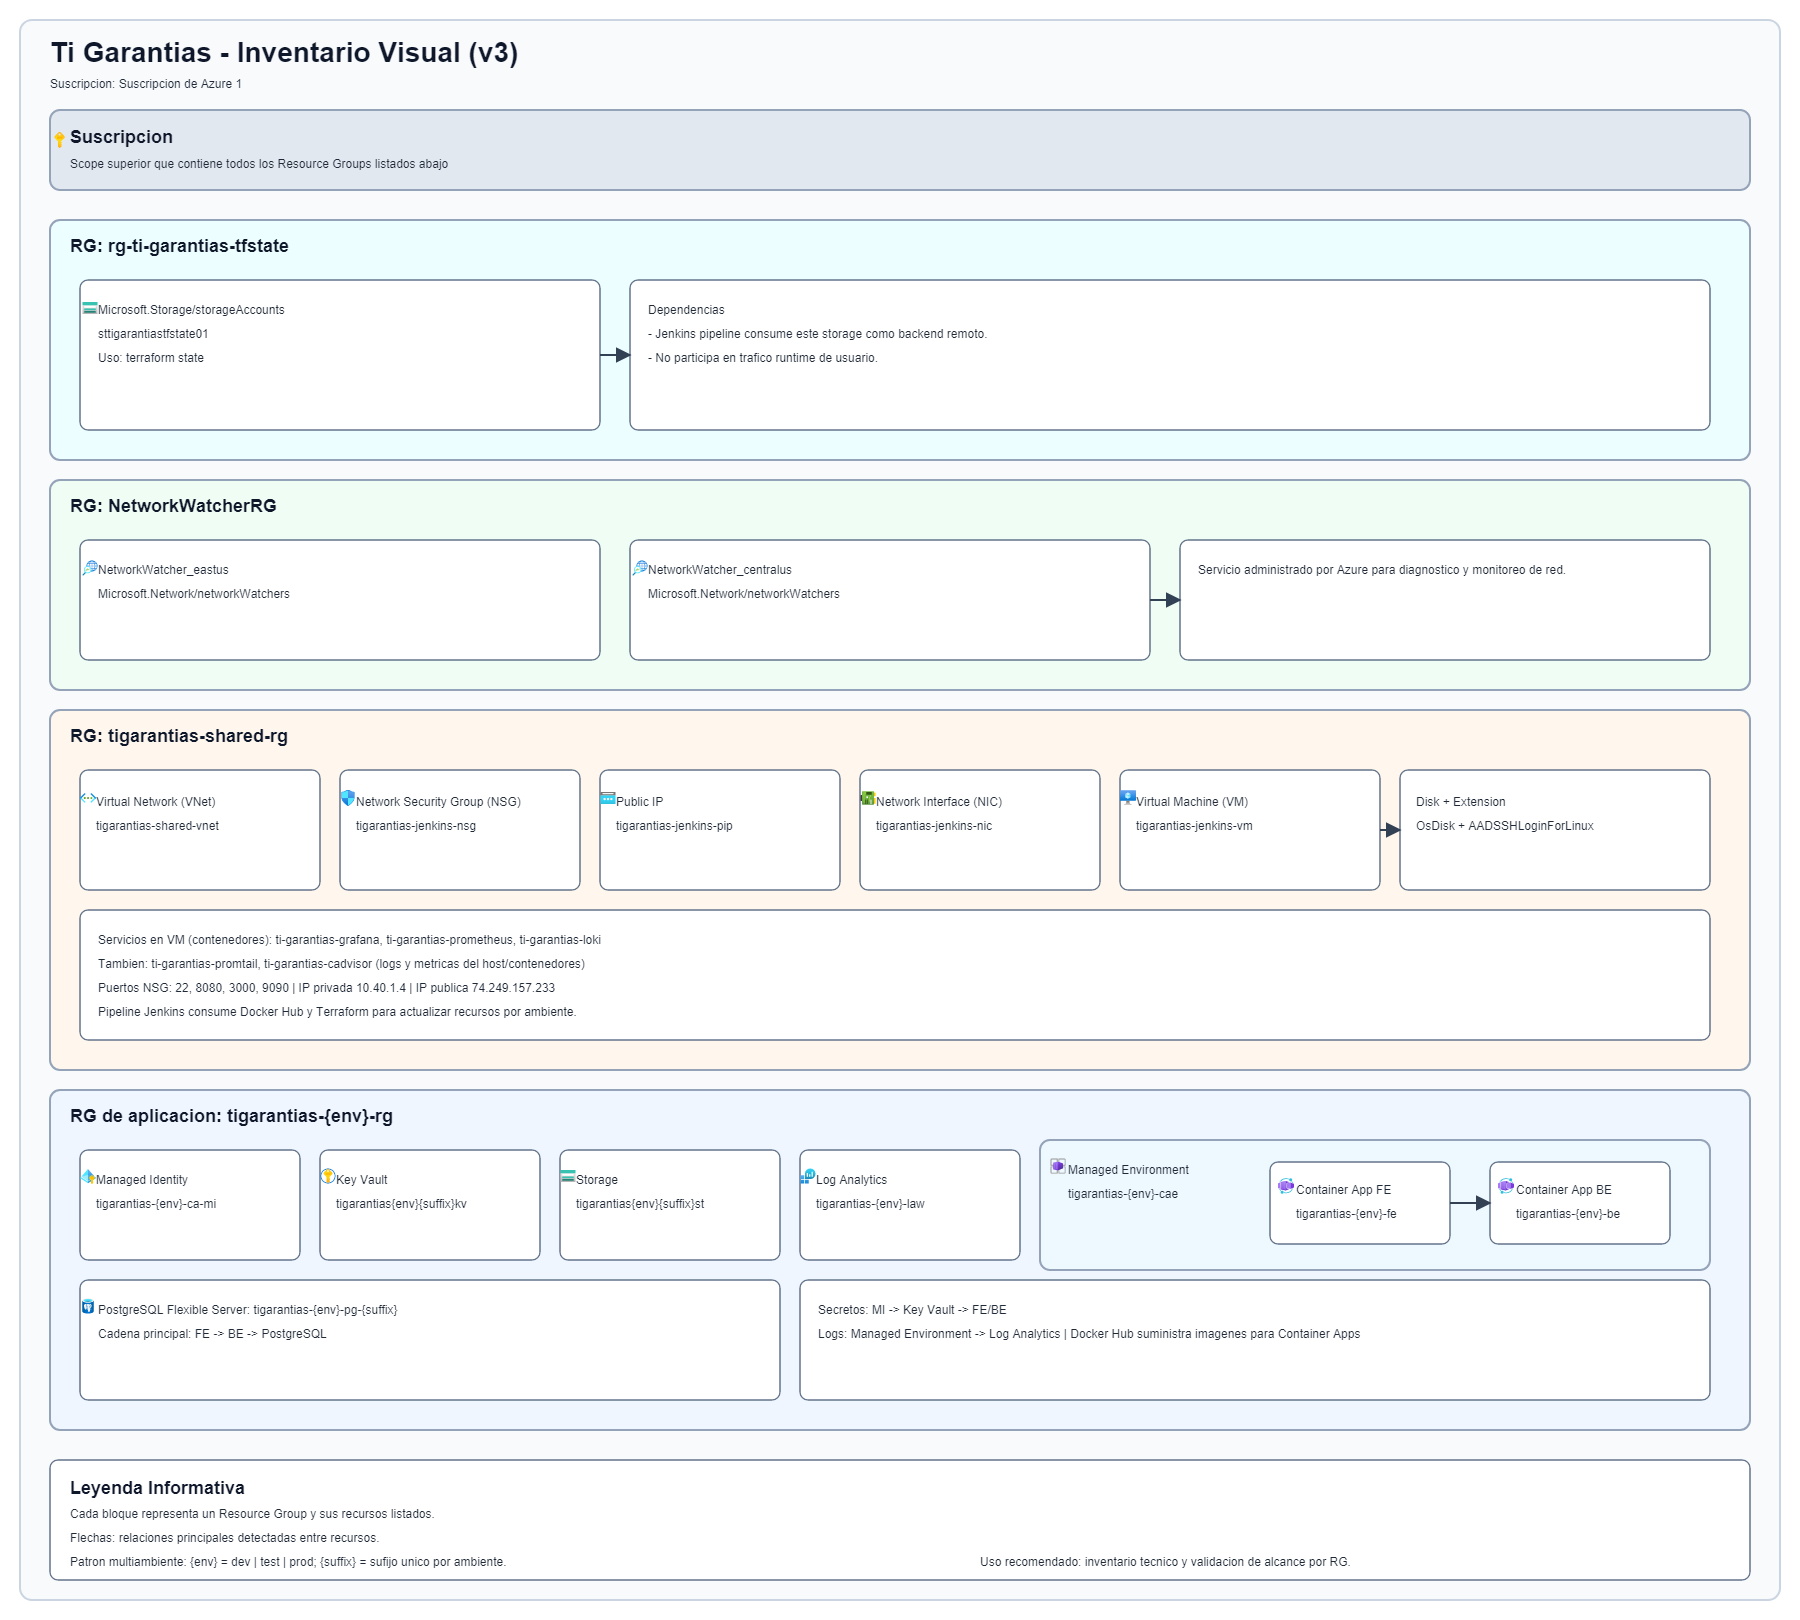 Ti Garantias - Inventario Visual (v3)
Suscripcion: Suscripcion de Azure 1
Suscripcion
Scope superior que contiene todos los Resource Groups listados abajo
RG: rg-ti-garantias-tfstate
Microsoft.Storage/storageAccounts
sttigarantiastfstate01
Uso: terraform state
Dependencias
- Jenkins pipeline consume este storage como backend remoto.
- No participa en trafico runtime de usuario.
RG: NetworkWatcherRG
NetworkWatcher_eastus
Microsoft.Network/networkWatchers
NetworkWatcher_centralus
Microsoft.Network/networkWatchers
Servicio administrado por Azure para diagnostico y monitoreo de red.
RG: tigarantias-shared-rg
Virtual Network (VNet)
tigarantias-shared-vnet
Network Security Group (NSG)
tigarantias-jenkins-nsg
Public IP
tigarantias-jenkins-pip
Network Interface (NIC)
tigarantias-jenkins-nic
Virtual Machine (VM)
tigarantias-jenkins-vm
Disk + Extension
OsDisk + AADSSHLoginForLinux
Servicios en VM (contenedores): ti-garantias-grafana, ti-garantias-prometheus, ti-garantias-loki
Tambien: ti-garantias-promtail, ti-garantias-cadvisor (logs y metricas del host/contenedores)
Puertos NSG: 22, 8080, 3000, 9090 | IP privada 10.40.1.4 | IP publica 74.249.157.233
Pipeline Jenkins consume Docker Hub y Terraform para actualizar recursos por ambiente.
RG de aplicacion: tigarantias-{env}-rg
Managed Identity
tigarantias-{env}-ca-mi
Key Vault
tigarantias{env}{suffix}kv
Storage
tigarantias{env}{suffix}st
Log Analytics
tigarantias-{env}-law
Managed Environment
tigarantias-{env}-cae
Container App FE
tigarantias-{env}-fe
Container App BE
tigarantias-{env}-be
PostgreSQL Flexible Server: tigarantias-{env}-pg-{suffix}
Cadena principal: FE -> BE -> PostgreSQL
Secretos: MI -> Key Vault -> FE/BE
Logs: Managed Environment -> Log Analytics | Docker Hub suministra imagenes para Container Apps
Leyenda Informativa
Cada bloque representa un Resource Group y sus recursos listados.
Flechas: relaciones principales detectadas entre recursos.
Patron multiambiente: {env} = dev | test | prod; {suffix} = sufijo unico por ambiente.
Uso recomendado: inventario tecnico y validacion de alcance por RG.